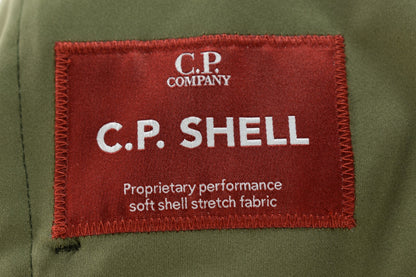 C.P.
COMPANY
C.P. SHELL
Proprietary performance
soft shell stretch fabric